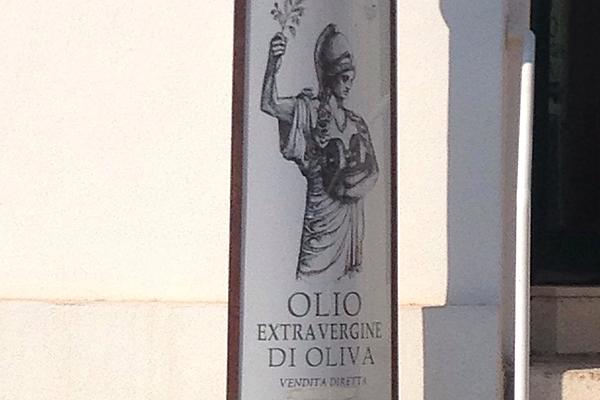 OLIO
EXTRAVERGINE
DI OLIVA
VENDITA DIRETTA